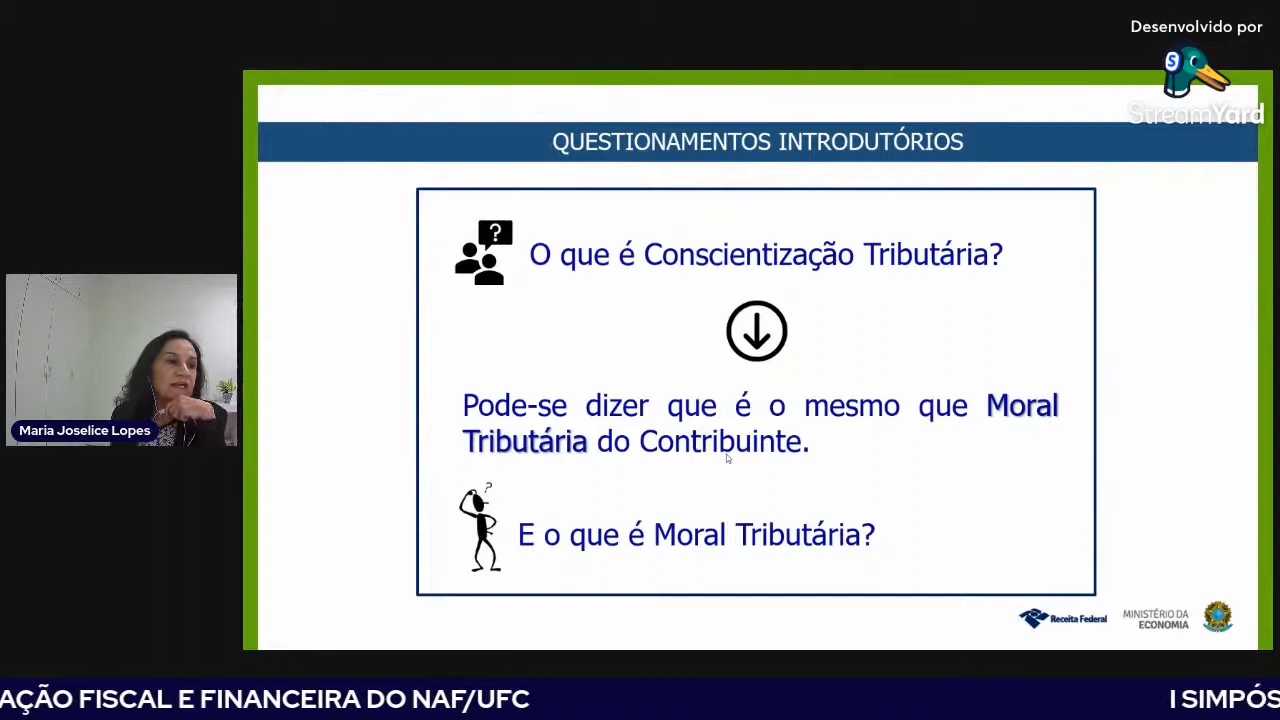 Desenvolvido por
StreamYard
QUESTIONAMENTOS INTRODUTÓRIOS
?
O que é Conscientização Tributária?
Pode-se dizer que é o mesmo que Moral
Tributária do Contribuinte.
?
E o que é Moral Tributária?
Maria Joselice Lopes
Receita Federal
MINISTÉRIO DA
ECONOMIA
AÇÃO FISCAL E FINANCEIRA DO NAF/UFC
I SIMPÓS